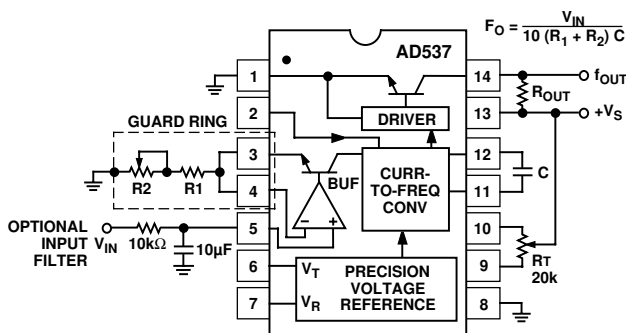 F_O = V_IN / 10 (R_1 + R_2) C
AD537
1
14
f_OUT
R_OUT
2
13
+V_S
DRIVER
GUARD RING
3
12
C
R2
R1
BUF
CURR-
TO-FREQ
CONV
4
11
OPTIONAL
INPUT
FILTER
V_IN
10kΩ
10μF
5
–
+
10
R_T
20k
6
V_T
PRECISION
VOLTAGE
REFERENCE
9
7
V_R
8